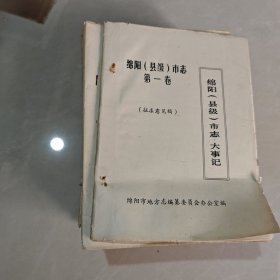 绵阳(县级)市志
第一卷
(征求意见稿)
绵阳(县级)市志 大事记
绵阳市地方志编纂委员会办公室编